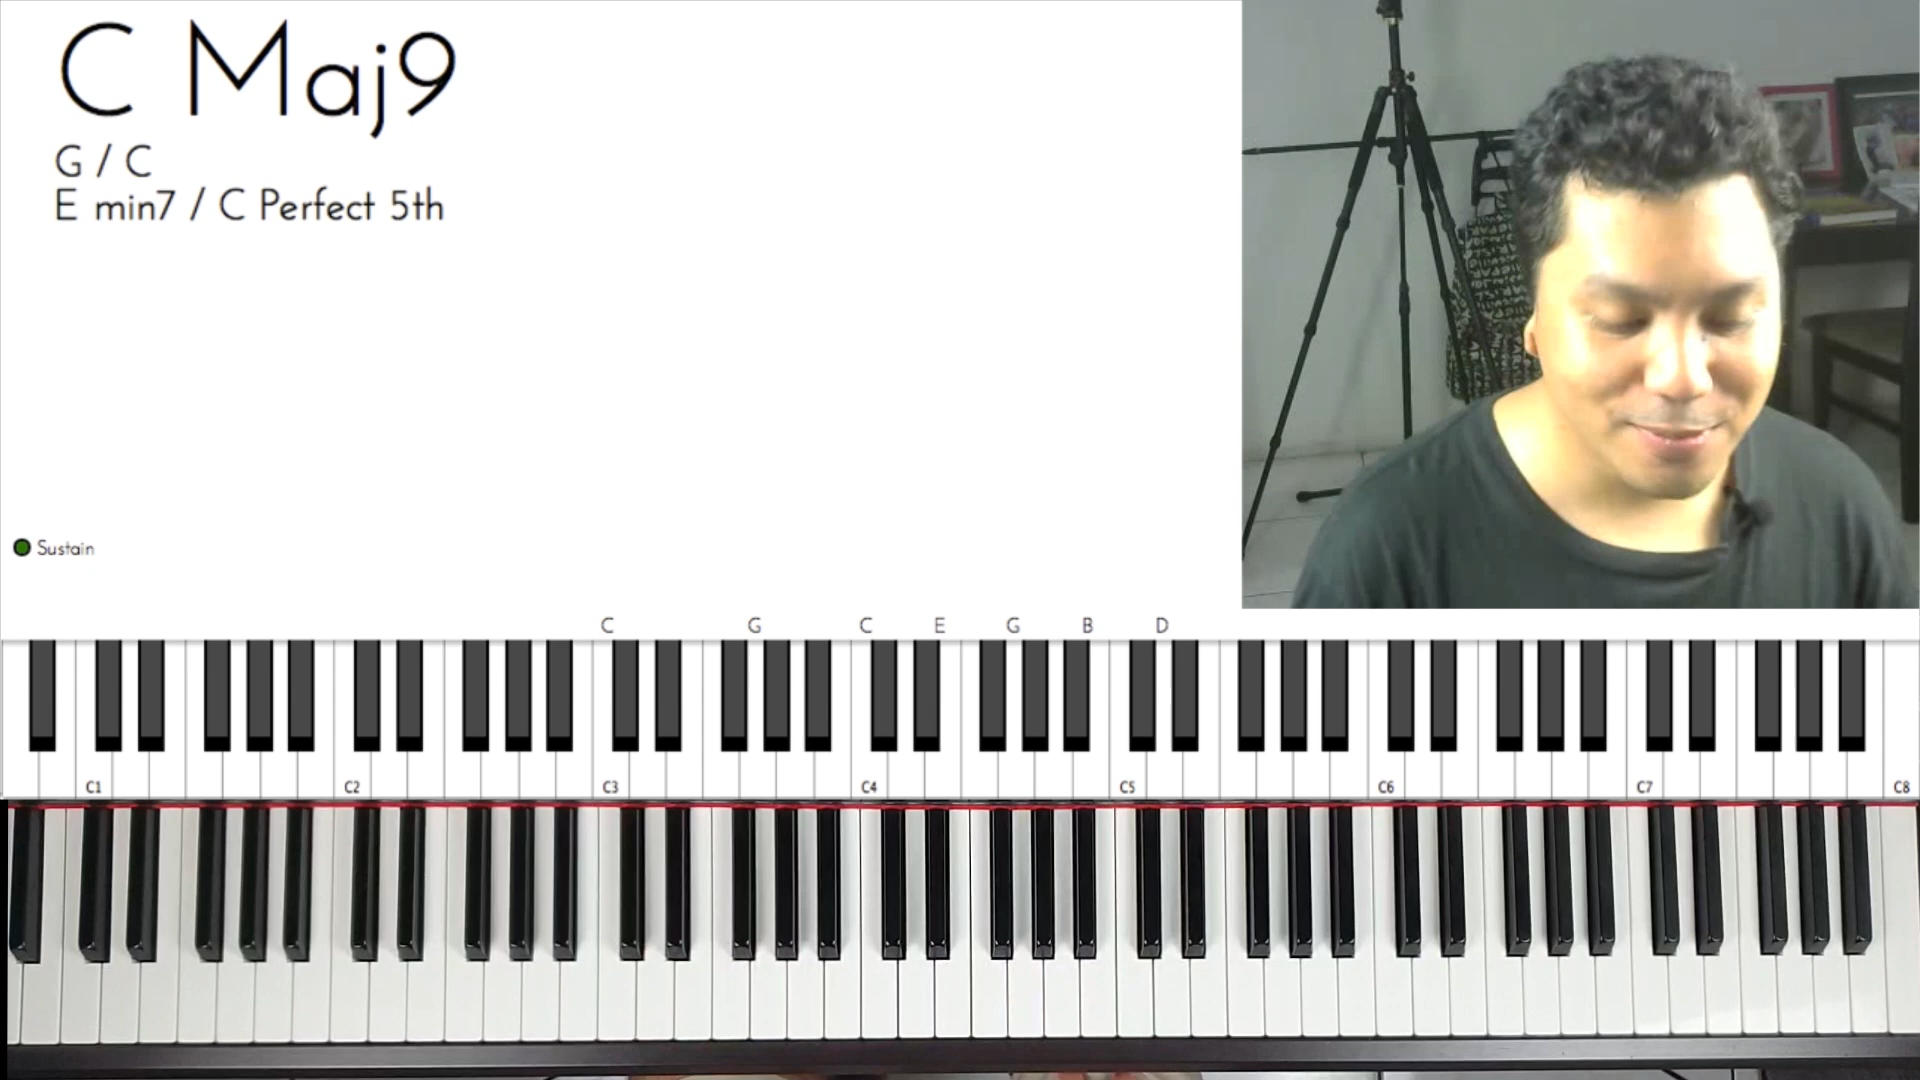 C Maj9
G / C
E min7 / C Perfect 5th
Sustain
C G C E G B D
C1 C2 C3 C4 C5 C6 C7 C8